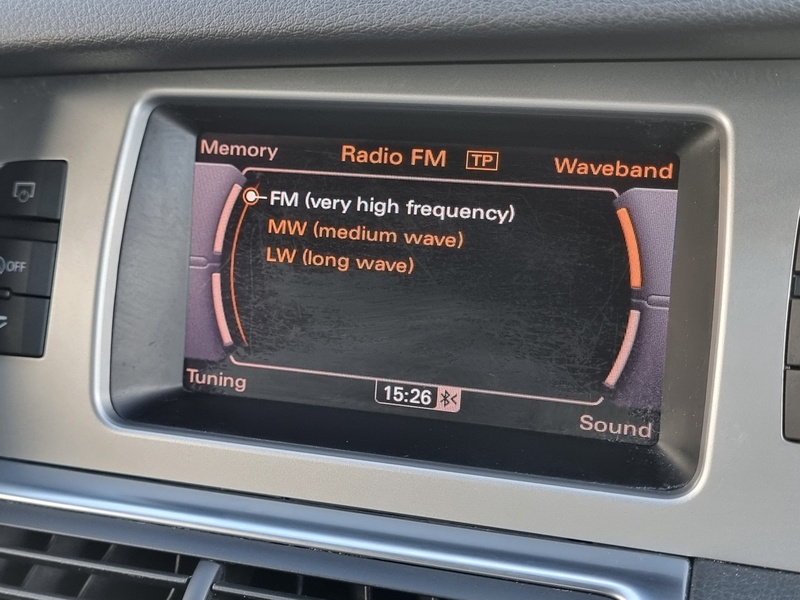 Memory
Radio FM TP
Waveband
FM (very high frequency)
MW (medium wave)
LW (long wave)
OFF
Tuning
15:26
Sound